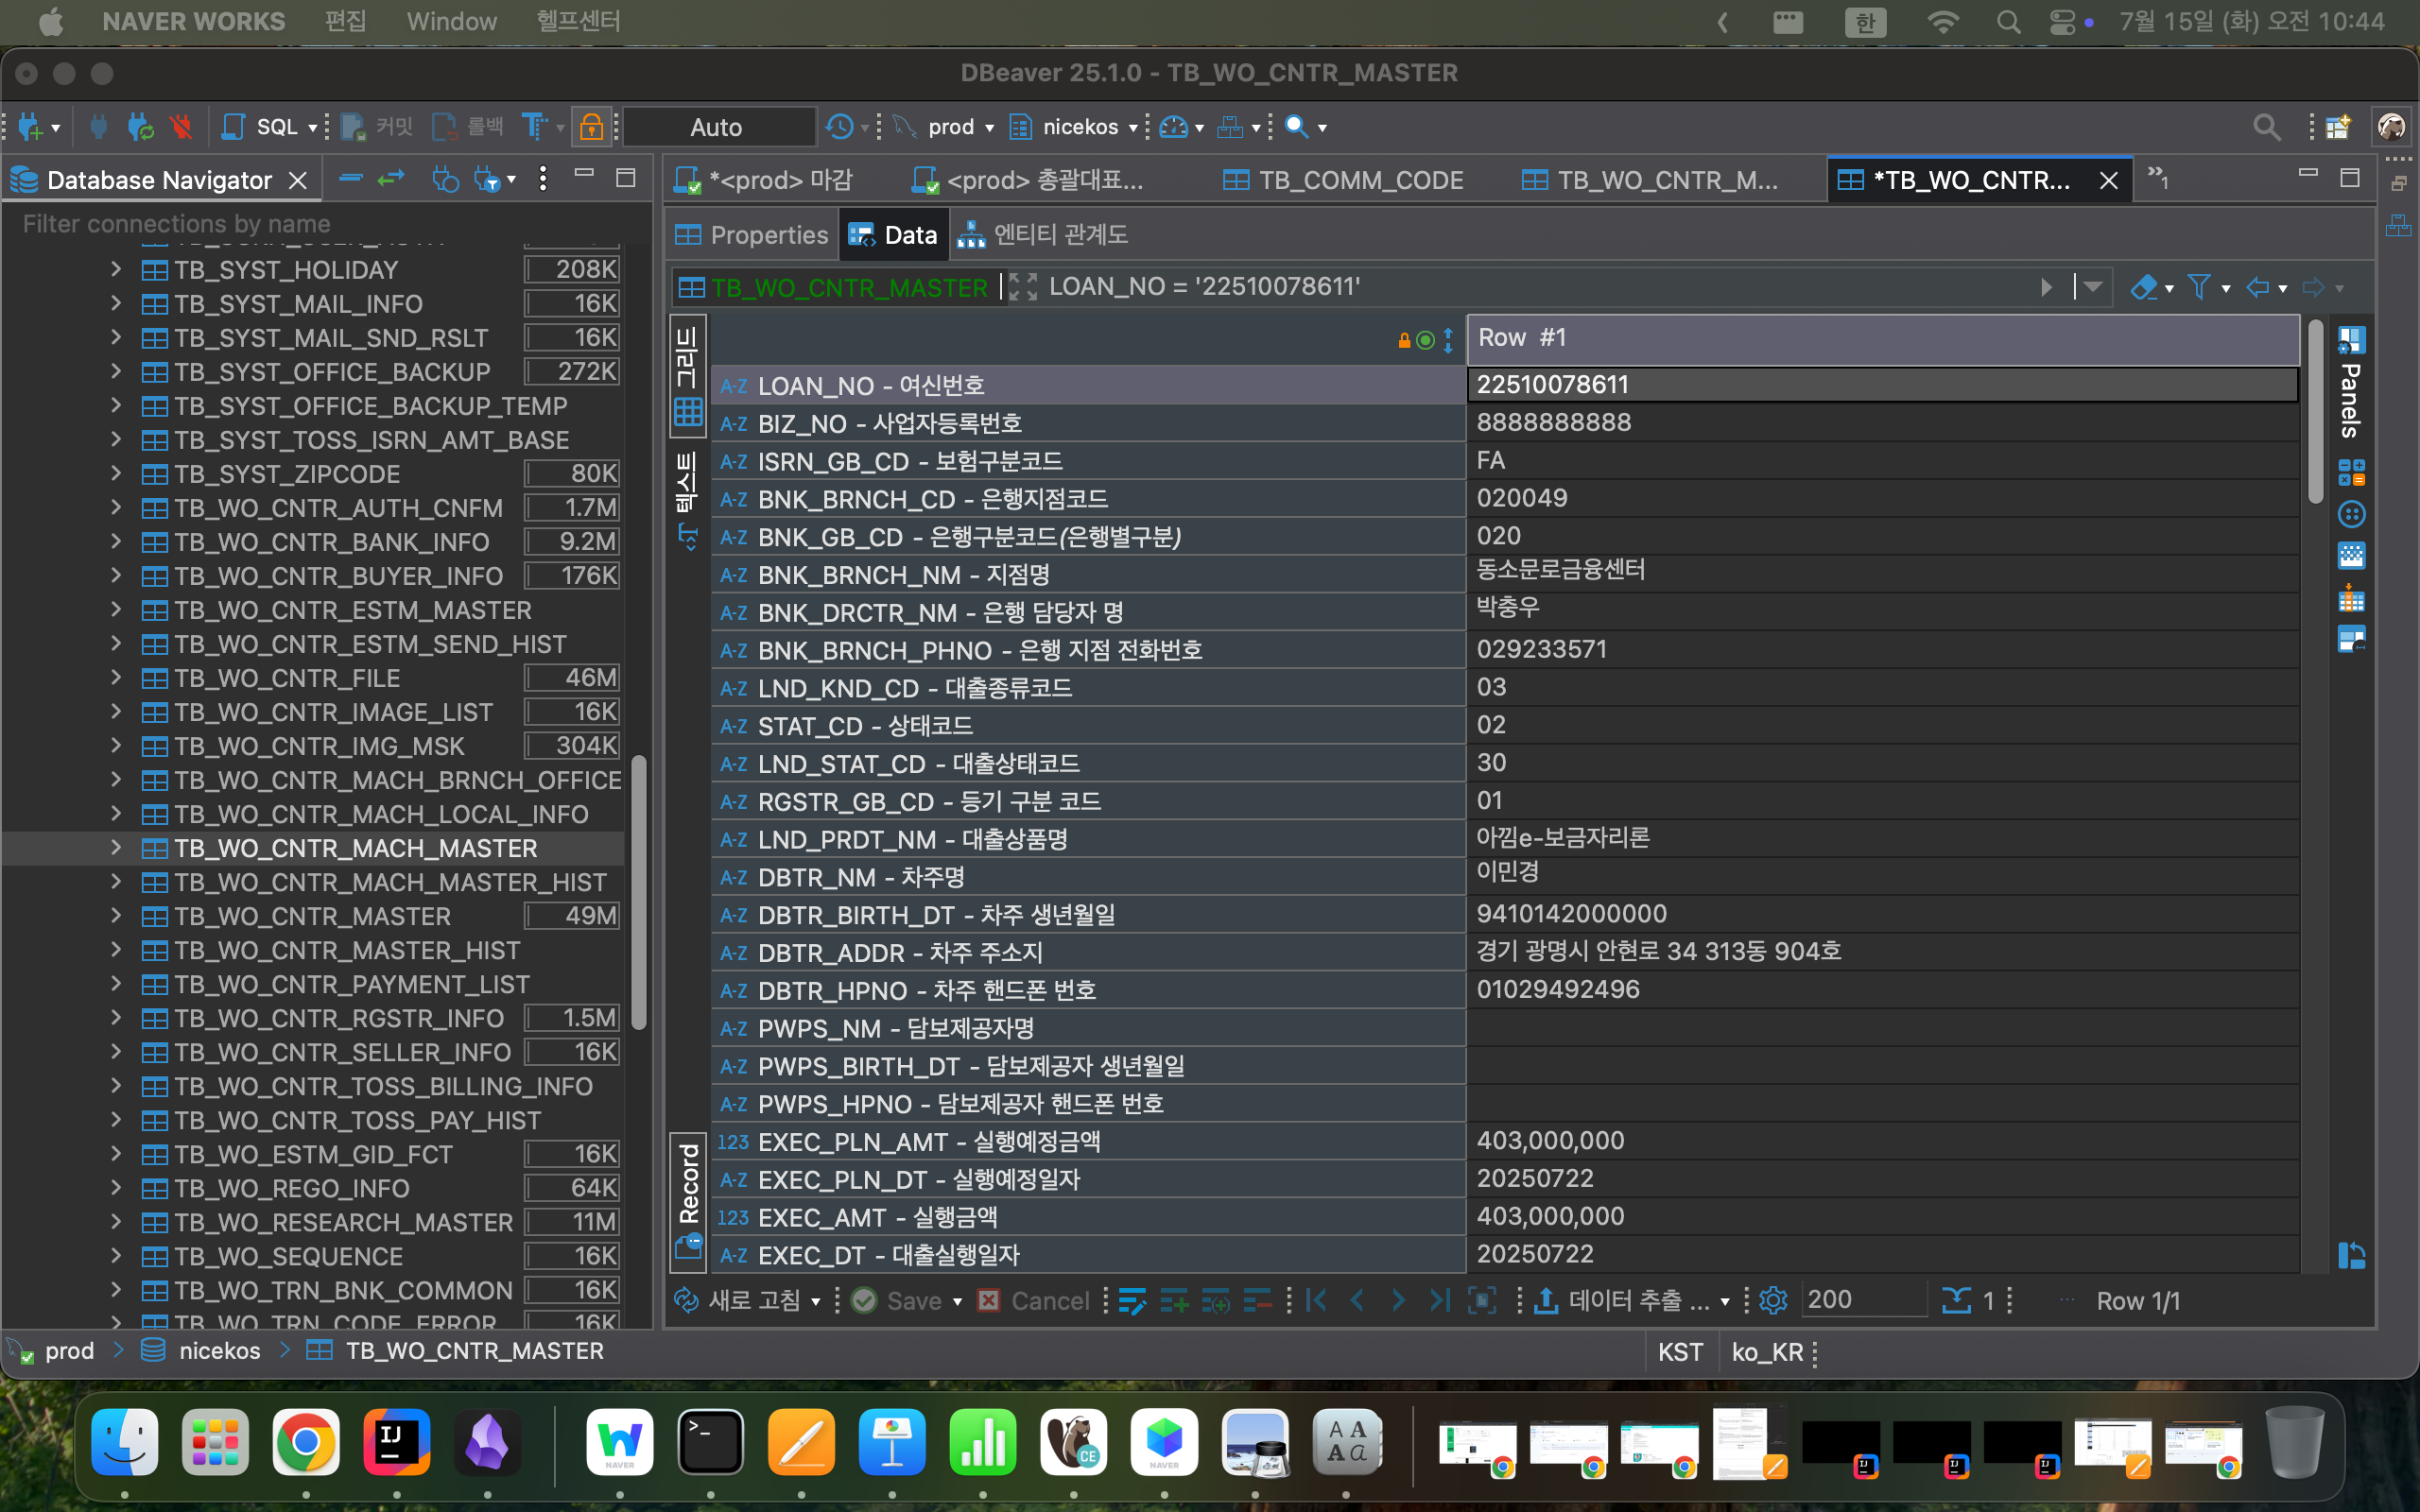 NAVER WORKS 편집 Window 헬프센터 한 7월 15일 (화) 오전 10:44
DBeaver 25.1.0 - TB_WO_CNTR_MASTER
SQL 커밋 롤백 Auto prod nicekos
Database Navigator
Filter connections by name
TB_SYST_HOLIDAY 208K
TB_SYST_MAIL_INFO 16K
TB_SYST_MAIL_SND_RSLT 16K
TB_SYST_OFFICE_BACKUP 272K
TB_SYST_OFFICE_BACKUP_TEMP
TB_SYST_TOSS_ISRN_AMT_BASE
TB_SYST_ZIPCODE 80K
TB_WO_CNTR_AUTH_CNFM 1.7M
TB_WO_CNTR_BANK_INFO 9.2M
TB_WO_CNTR_BUYER_INFO 176K
TB_WO_CNTR_ESTM_MASTER
TB_WO_CNTR_ESTM_SEND_HIST
TB_WO_CNTR_FILE 46M
TB_WO_CNTR_IMAGE_LIST 16K
TB_WO_CNTR_IMG_MSK 304K
TB_WO_CNTR_MACH_BRNCH_OFFICE
TB_WO_CNTR_MACH_LOCAL_INFO
TB_WO_CNTR_MACH_MASTER
TB_WO_CNTR_MACH_MASTER_HIST
TB_WO_CNTR_MASTER 49M
TB_WO_CNTR_MASTER_HIST
TB_WO_CNTR_PAYMENT_LIST
TB_WO_CNTR_RGSTR_INFO 1.5M
TB_WO_CNTR_SELLER_INFO 16K
TB_WO_CNTR_TOSS_BILLING_INFO
TB_WO_CNTR_TOSS_PAY_HIST
TB_WO_ESTM_GID_FCT 16K
TB_WO_REGO_INFO 64K
TB_WO_RESEARCH_MASTER 11M
TB_WO_SEQUENCE 16K
TB_WO_TRN_BNK_COMMON 16K
TB_WO_TRN_CODE_ERROR 16K
*<prod> 마감 <prod> 총괄대표... TB_COMM_CODE TB_WO_CNTR_M... *TB_WO_CNTR... »1
Properties Data 엔티티 관계도
TB_WO_CNTR_MASTER LOAN_NO = '22510078611'
그리드
텍스트
Record
Panels
Row #1
A-Z LOAN_NO - 여신번호 22510078611
A-Z BIZ_NO - 사업자등록번호 8888888888
A-Z ISRN_GB_CD - 보험구분코드 FA
A-Z BNK_BRNCH_CD - 은행지점코드 020049
A-Z BNK_GB_CD - 은행구분코드(은행별구분) 020
A-Z BNK_BRNCH_NM - 지점명 동소문로금융센터
A-Z BNK_DRCTR_NM - 은행 담당자 명 박충우
A-Z BNK_BRNCH_PHNO - 은행 지점 전화번호 029233571
A-Z LND_KND_CD - 대출종류코드 03
A-Z STAT_CD - 상태코드 02
A-Z LND_STAT_CD - 대출상태코드 30
A-Z RGSTR_GB_CD - 등기 구분 코드 01
A-Z LND_PRDT_NM - 대출상품명 아낌e-보금자리론
A-Z DBTR_NM - 차주명 이민경
A-Z DBTR_BIRTH_DT - 차주 생년월일 9410142000000
A-Z DBTR_ADDR - 차주 주소지 경기 광명시 안현로 34 313동 904호
A-Z DBTR_HPNO - 차주 핸드폰 번호 01029492496
A-Z PWPS_NM - 담보제공자명
A-Z PWPS_BIRTH_DT - 담보제공자 생년월일
A-Z PWPS_HPNO - 담보제공자 핸드폰 번호
123 EXEC_PLN_AMT - 실행예정금액 403,000,000
A-Z EXEC_PLN_DT - 실행예정일자 20250722
123 EXEC_AMT - 실행금액 403,000,000
A-Z EXEC_DT - 대출실행일자 20250722
새로 고침 Save Cancel 데이터 추출 ... 200 1 Row 1/1
prod nicekos TB_WO_CNTR_MASTER KST ko_KR